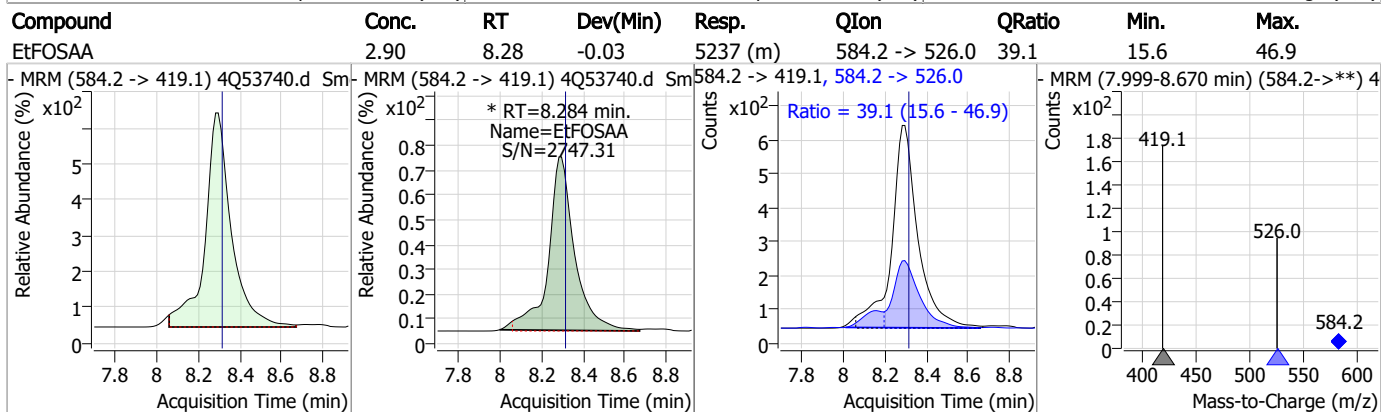 Compound Conc. RT Dev(Min) Resp. QIon QRatio Min. Max.
EtFOSAA 2.90 8.28 -0.03 5237 (m) 584.2 -> 526.0 39.1 15.6 46.9
- MRM (584.2 -> 419.1) 4Q53740.d Sm
Relative Abundance (%)
x10²
5
4
3
2
1
0
7.8 8 8.2 8.4 8.6 8.8
Acquisition Time (min)
- MRM (584.2 -> 419.1) 4Q53740.d Sm
Relative Abundance (%)
x10²
* RT=8.284 min.
Name=EtFOSAA
S/N=2747.31
0.8
0.7
0.6
0.5
0.4
0.3
0.2
0.1
0
7.8 8 8.2 8.4 8.6 8.8
Acquisition Time (min)
584.2 -> 419.1, 584.2 -> 526.0
Counts
x10²
Ratio = 39.1 (15.6 - 46.9)
6
5
4
3
2
1
0
7.8 8 8.2 8.4 8.6 8.8
Acquisition Time (min)
- MRM (7.999-8.670 min) (584.2->**) 4
Counts
x10²
1.8
1.6
1.4
1.2
1
0.8
0.6
0.4
0.2
0
419.1
526.0
584.2
400 450 500 550 600
Mass-to-Charge (m/z)